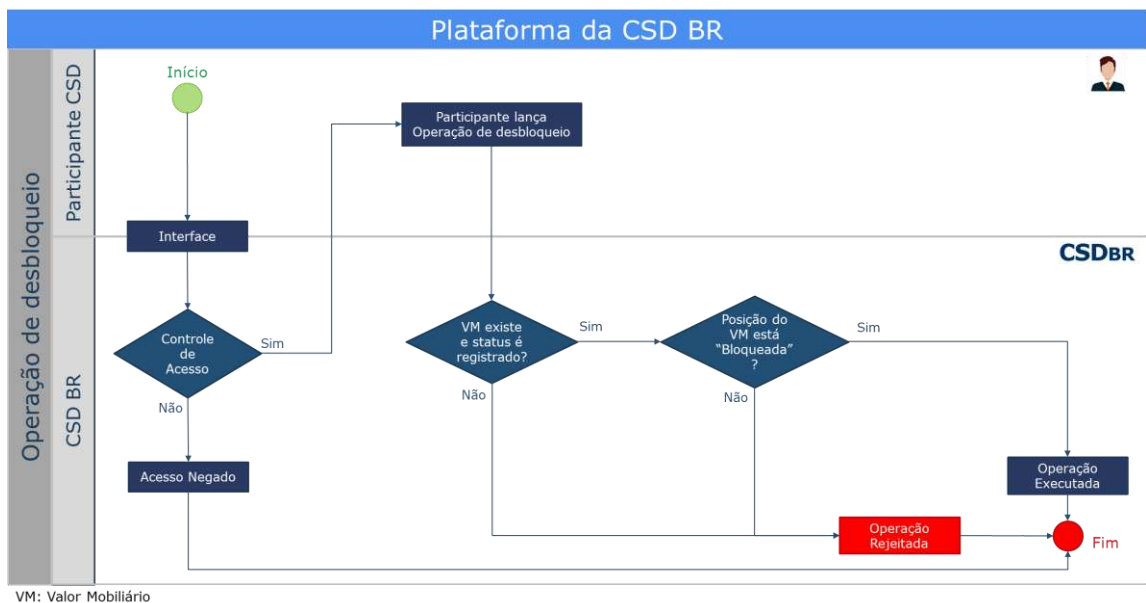 Plataforma da CSD BR
Operação de desbloqueio
Participante CSD
Início
Participante lança
Operação de desbloqueio
Interface
CSD BR
CSDBR
Controle
de
Acesso
Sim
Não
VM existe
e status é
registrado?
Sim
Não
Posição do
VM está
“Bloqueada”
?
Sim
Não
Acesso Negado
Operação
Executada
Operação
Rejeitada
Fim
VM: Valor Mobiliário